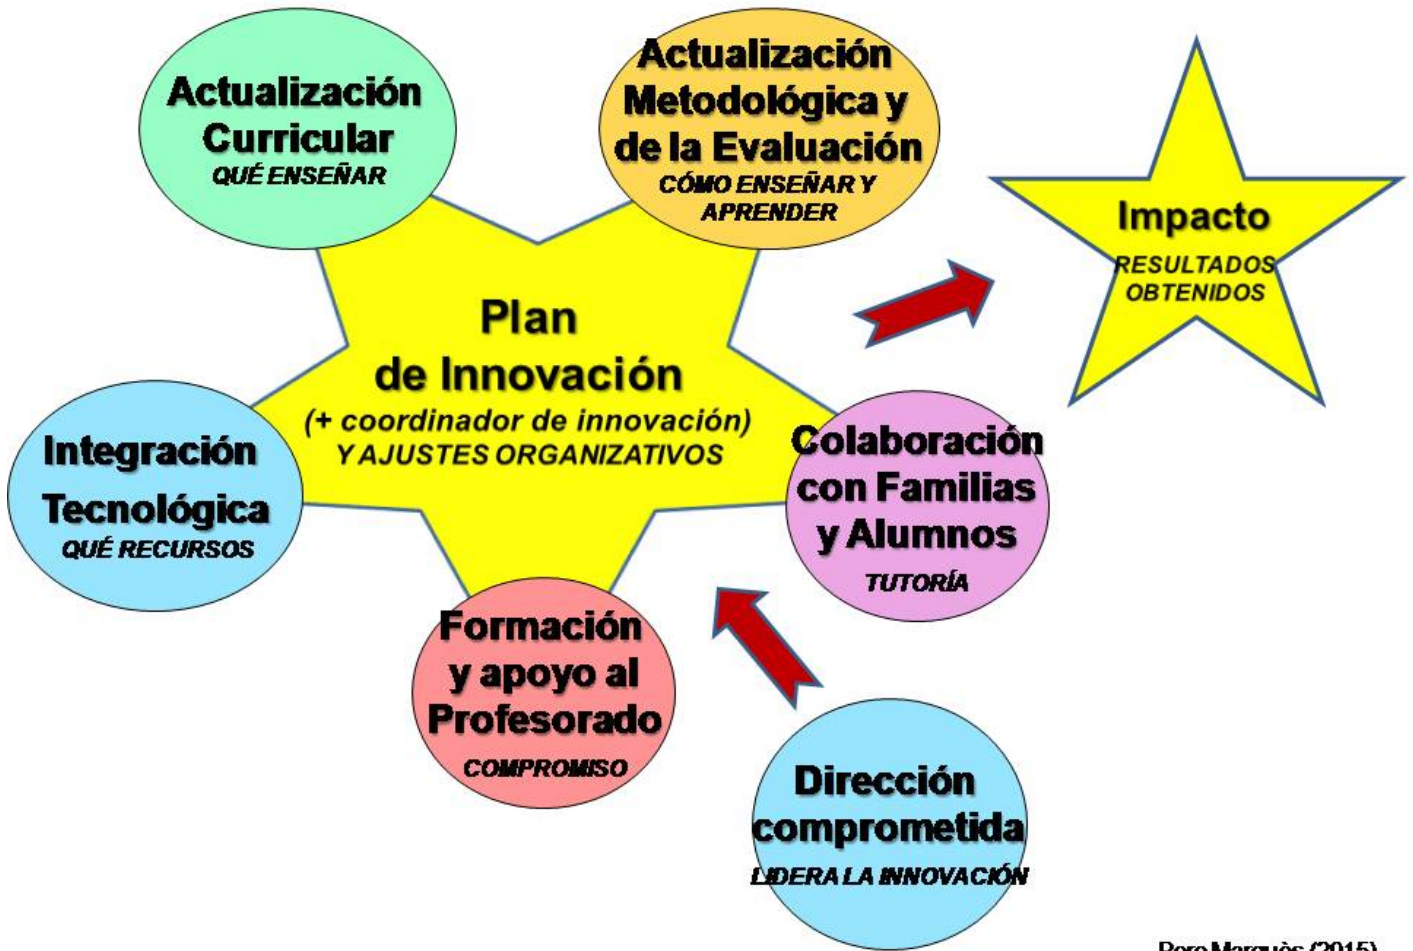 Actualización
Curricular
QUÉ ENSEÑAR
Actualización
Metodológica y
de la Evaluación
CÓMO ENSEÑAR Y
APRENDER
Impacto
RESULTADOS
OBTENIDOS
Plan
de Innovación
(+ coordinador de innovación)
Y AJUSTES ORGANIZATIVOS
Integración
Tecnológica
QUÉ RECURSOS
Colaboración
con Familias
y Alumnos
TUTORÍA
Formación
y apoyo al
Profesorado
COMPROMISO
Dirección
comprometida
LIDERA LA INNOVACIÓN
Pere Marquès (2015)